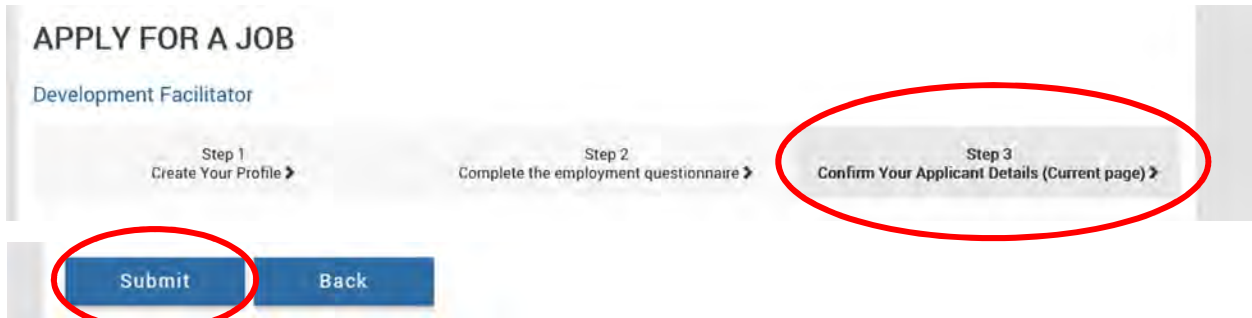 APPLY FOR A JOB
Development Facilitator
Step 1
Create Your Profile >
Step 2
Complete the employment questionnaire >
Step 3
Confirm Your Applicant Details (Current page) >
Submit
Back